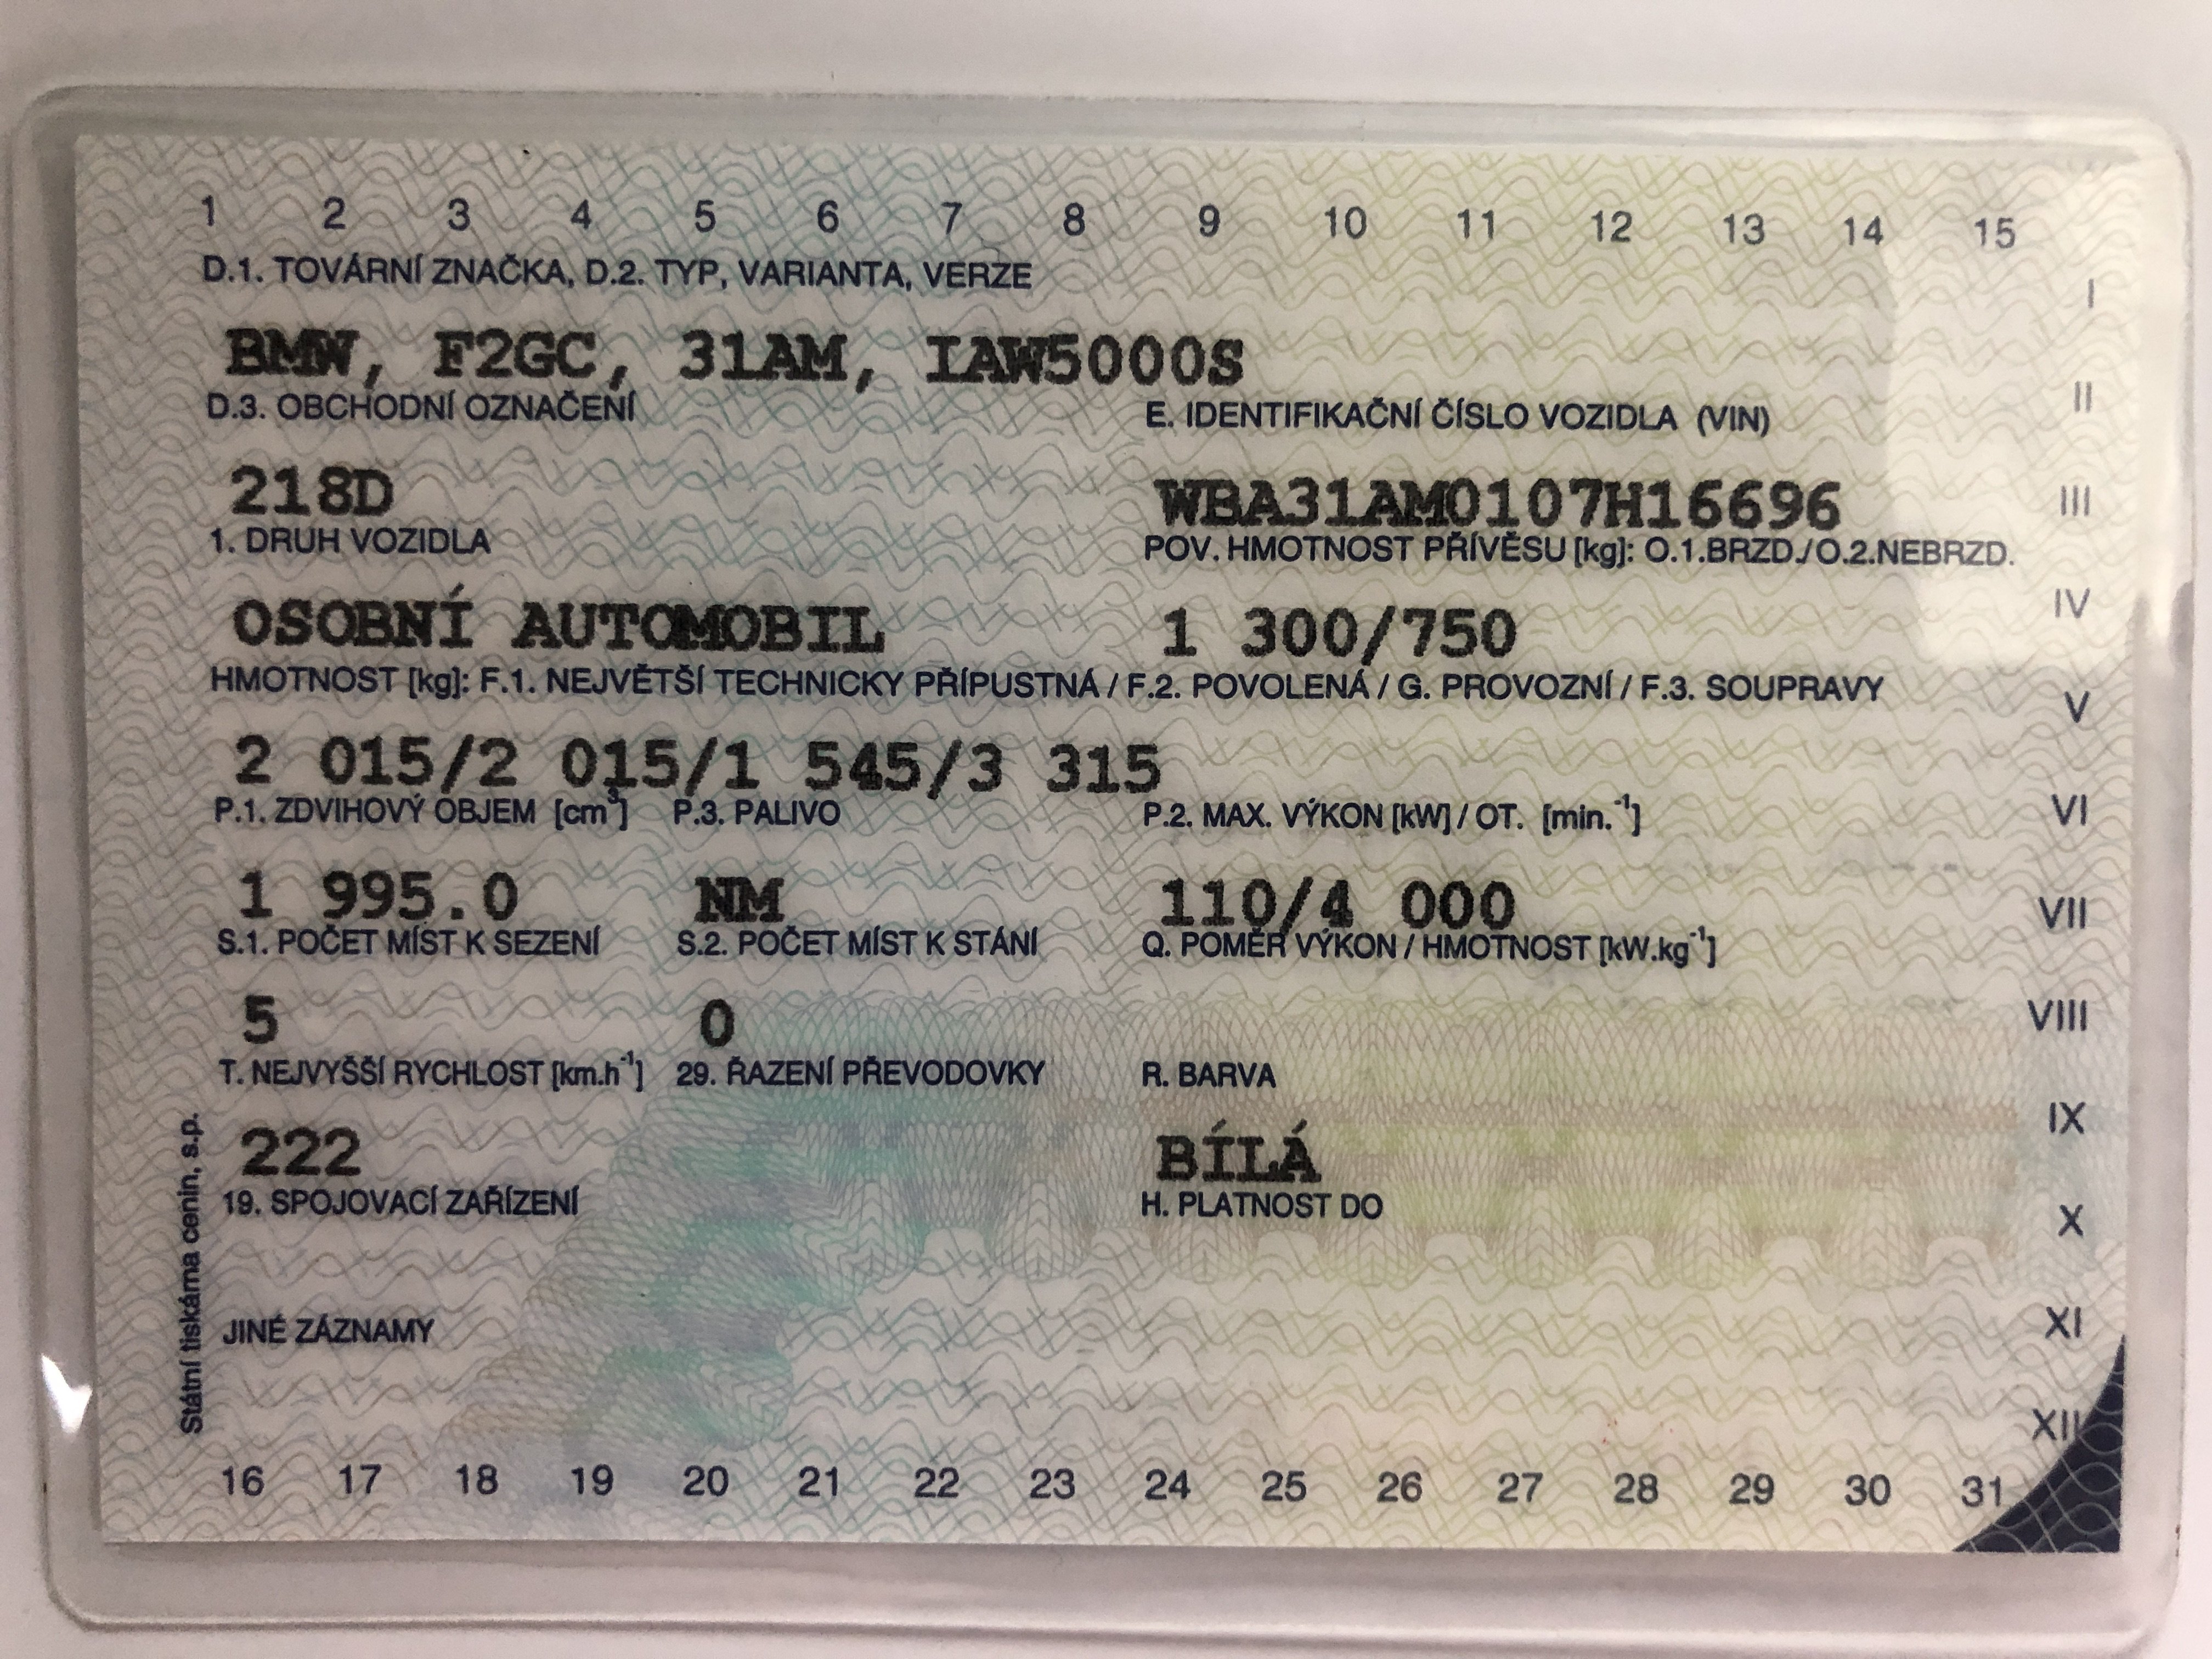 1 2 3 4 5 6 7 8 9 10 11 12 13 14 15
D.1. TOVÁRNÍ ZNAČKA, D.2. TYP, VARIANTA, VERZE
I
BMW, F2GC, 31AM, IAW5000S
D.3. OBCHODNÍ OZNAČENÍ E. IDENTIFIKAČNÍ ČÍSLO VOZIDLA (VIN)
II
218D WBA31AM0107H16696
III
1. DRUH VOZIDLA POV. HMOTNOST PŘÍVĚSU [kg]: O.1.BRZD./O.2.NEBRZD.
OSOBNÍ AUTOMOBIL 1 300/750
IV
HMOTNOST [kg]: F.1. NEJVĚTŠÍ TECHNICKY PŘÍPUSTNÁ / F.2. POVOLENÁ / G. PROVOZNÍ / F.3. SOUPRAVY
V
2 015/2 015/1 545/3 315
P.1. ZDVIHOVÝ OBJEM [cm³] P.3. PALIVO P.2. MAX. VÝKON [kW] / OT. [min.⁻¹]
VI
1 995.0 NM 110/4 000
VII
S.1. POČET MÍST K SEZENÍ S.2. POČET MÍST K STÁNÍ Q. POMĚR VÝKON / HMOTNOST [kW.kg⁻¹]
5 0
VIII
T. NEJVYŠŠÍ RYCHLOST [km.h⁻¹] 29. ŘAZENÍ PŘEVODOVKY R. BARVA
IX
222 BÍLÁ
19. SPOJOVACÍ ZAŘÍZENÍ H. PLATNOST DO
X
JINÉ ZÁZNAMY
XI
XII
Státní tiskárna cenin, s.p.
16 17 18 19 20 21 22 23 24 25 26 27 28 29 30 31